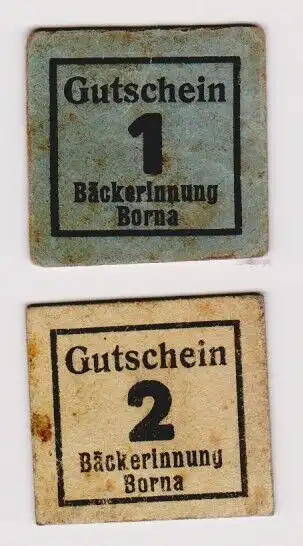 Gutschein
1
Bäckerinnung
Borna
Gutschein
2
Bäckerinnung
Borna